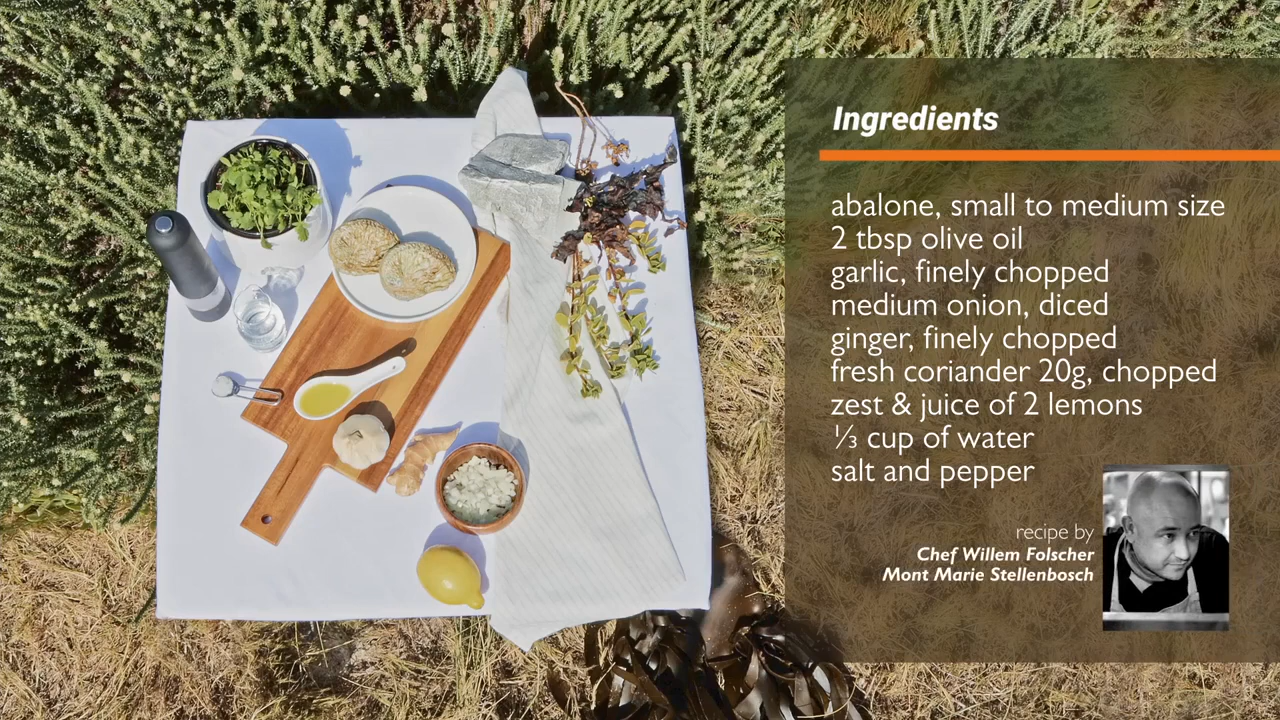 Ingredients
abalone, small to medium size
2 tbsp olive oil
garlic, finely chopped
medium onion, diced
ginger, finely chopped
fresh coriander 20g, chopped
zest & juice of 2 lemons
⅓ cup of water
salt and pepper
recipe by
Chef Willem Folscher
Mont Marie Stellenbosch